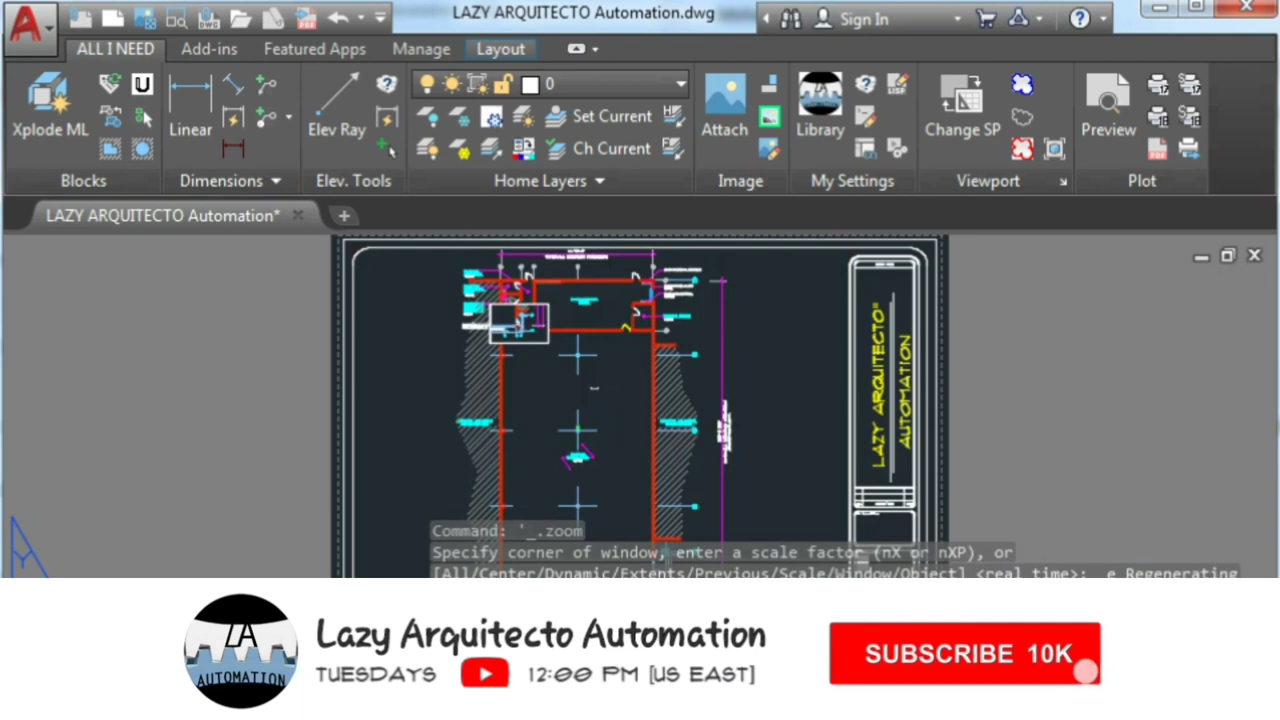 LAZY ARQUITECTO Automation.dwg
Sign In
ALL I NEED
Add-ins
Featured Apps
Manage
Layout
Xplode ML
Linear
Elev Ray
0
Set Current
Ch Current
Attach
Library
Change SP
Preview
Blocks
Dimensions
Elev. Tools
Home Layers
Image
My Settings
Viewport
Plot
LAZY ARQUITECTO Automation*
LAZY ARQUITECTO"
AUTOMATION
Command: '_.zoom
Specify corner of window, enter a scale factor (nX or nXP), or
[All/Center/Dynamic/Extents/Previous/Scale/Window/Object] <real time>: _e Regenerating
LA
AUTOMATION
Lazy Arquitecto Automation
TUESDAYS 12:00 PM [US EAST]
SUBSCRIBE 10K